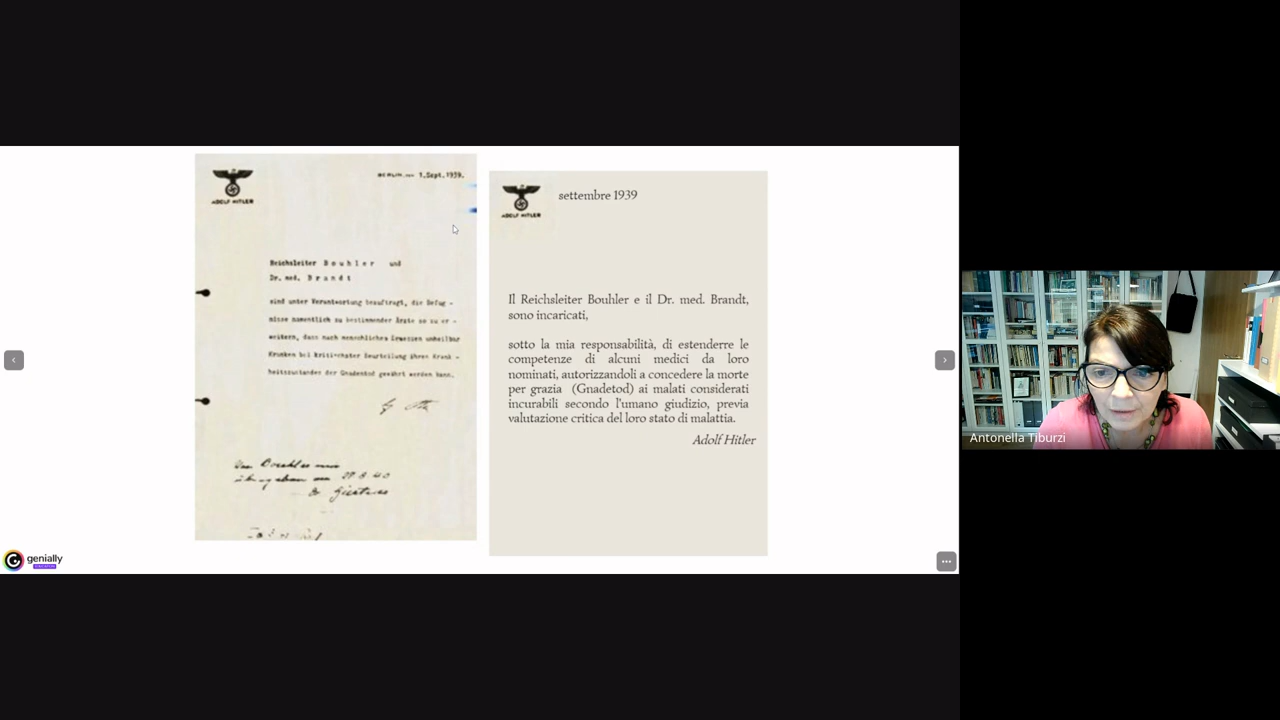 BERLIN, den 1.Sept.1939.
ADOLF HITLER
Reichsleiter Bouhler und
Dr. med. Brandt
sind unter Verantwortung beauftragt, die Befug -
nisse namentlich zu bestimmender Ärzte so zu er -
weitern, dass nach menschlichem Ermessen unheilbar
Kranken bei kritischster Beurteilung ihres Krank -
heitszustandes der Gnadentod gewährt werden kann.
settembre 1939
ADOLF HITLER
Il Reichsleiter Bouhler e il Dr. med. Brandt,
sono incaricati,
sotto la mia responsabilità, di estenderre le
competenze di alcuni medici da loro
nominati, autorizzandoli a concedere la morte
per grazia (Gnadetod) ai malati considerati
incurabili secondo l'umano giudizio, previa
valutazione critica del loro stato di malattia.
Adolf Hitler
genially
Antonella Tiburzi